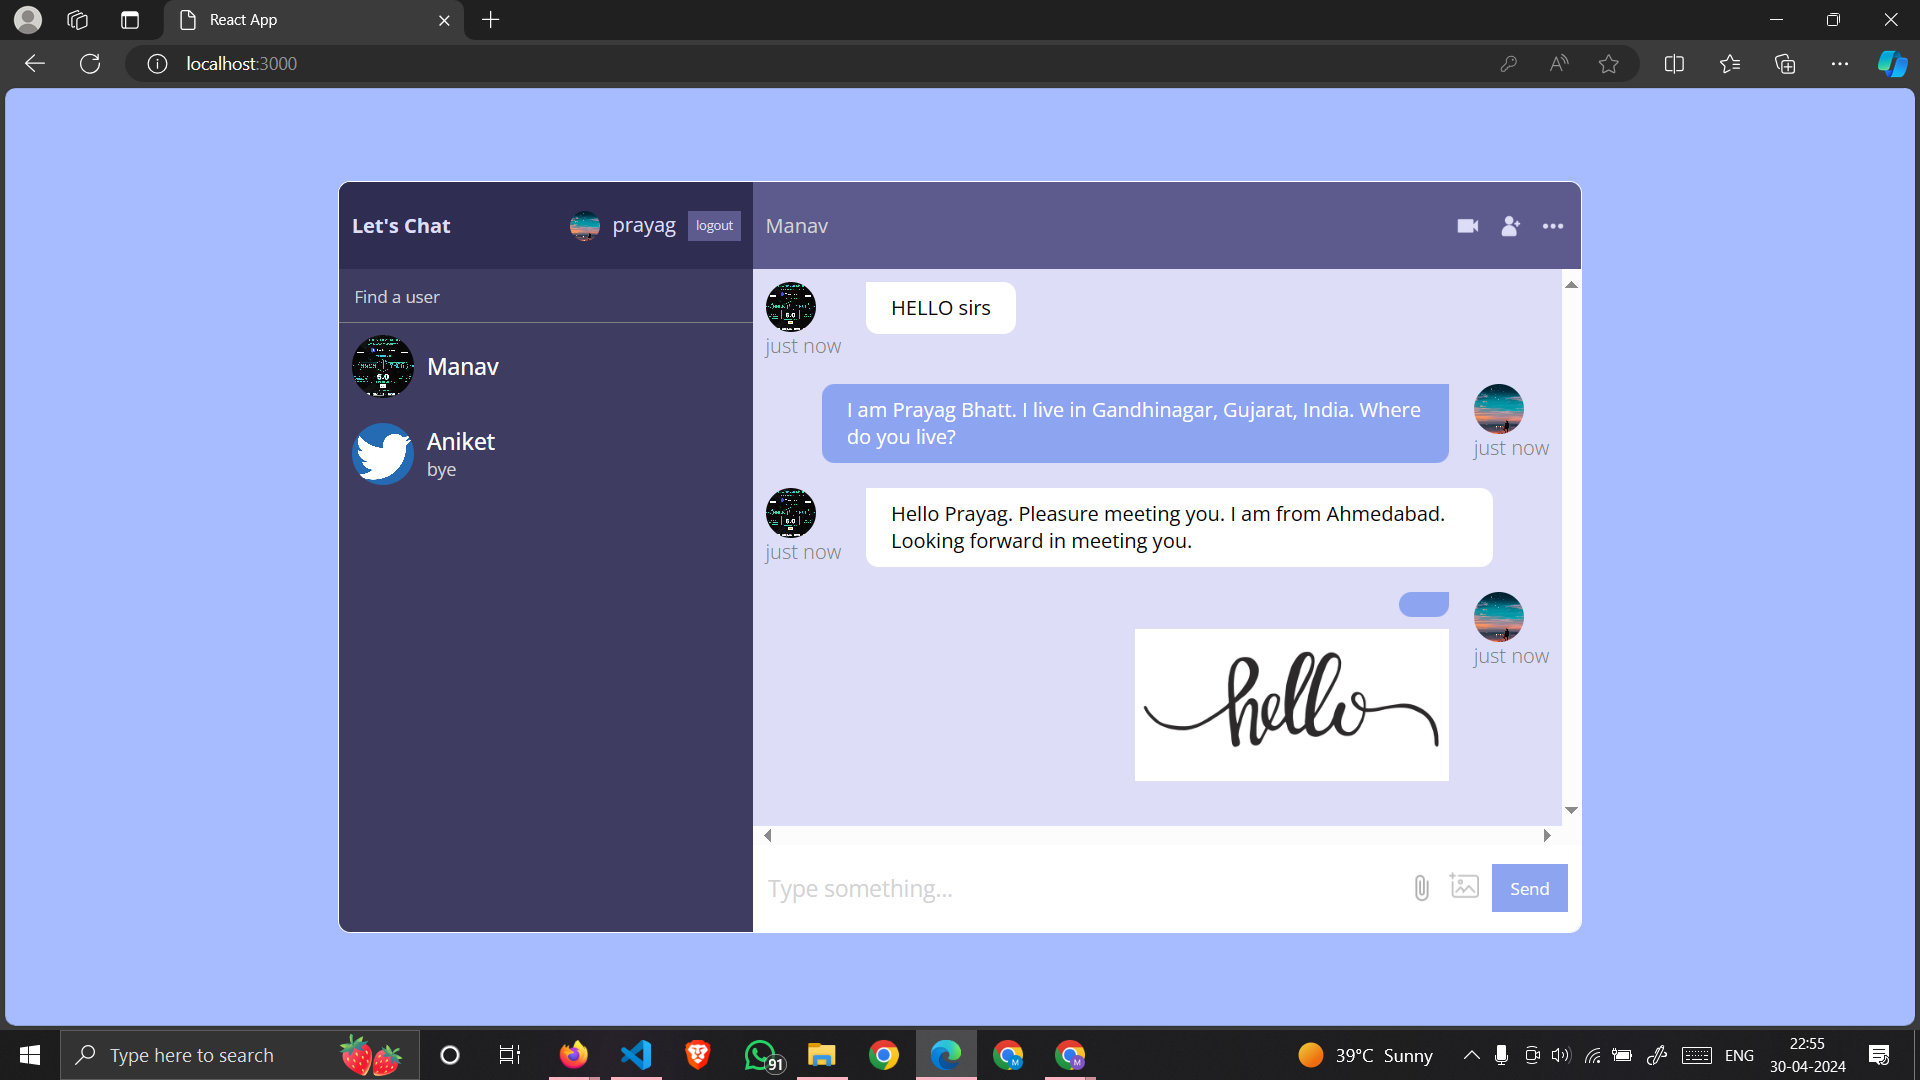 React App
localhost:3000
Let's Chat
prayag
logout
Manav
Find a user
Manav
Aniket
bye
HELLO sirs
just now
I am Prayag Bhatt. I live in Gandhinagar, Gujarat, India. Where
do you live?
just now
Hello Prayag. Pleasure meeting you. I am from Ahmedabad.
Looking forward in meeting you.
just now
just now
hello
Type something...
Send
Type here to search
91
39°C Sunny
ENG
22:55
30-04-2024